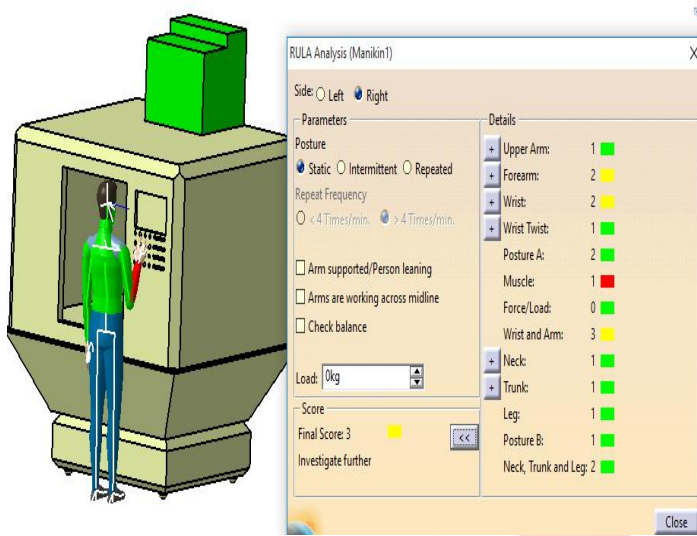 RULA Analysis (Manikin1)
X
Side: Left Right
Parameters
Posture
Static Intermittent Repeated
Repeat Frequency
< 4 Times/min. > 4 Times/min.
Arm supported/Person leaning
Arms are working across midline
Check balance
Load: 0kg
Score
Final Score: 3
<<
Investigate further
Details
+ Upper Arm: 1
+ Forearm: 2
+ Wrist: 2
+ Wrist Twist: 1
Posture A: 2
Muscle: 1
Force/Load: 0
Wrist and Arm: 3
+ Neck: 1
+ Trunk: 1
Leg: 1
Posture B: 1
Neck, Trunk and Leg: 2
Close